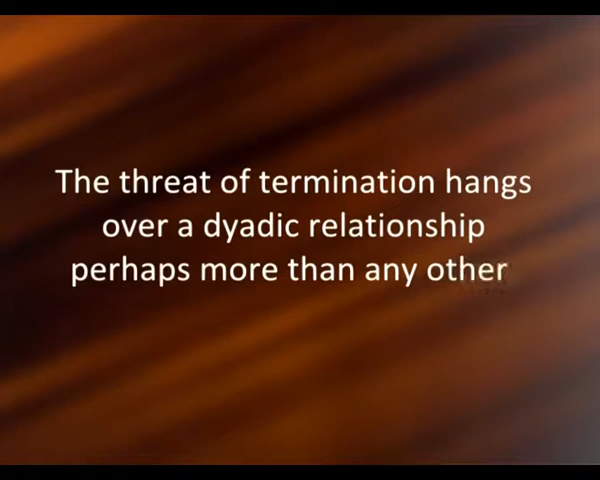 The threat of termination hangs
over a dyadic relationship
perhaps more than any other